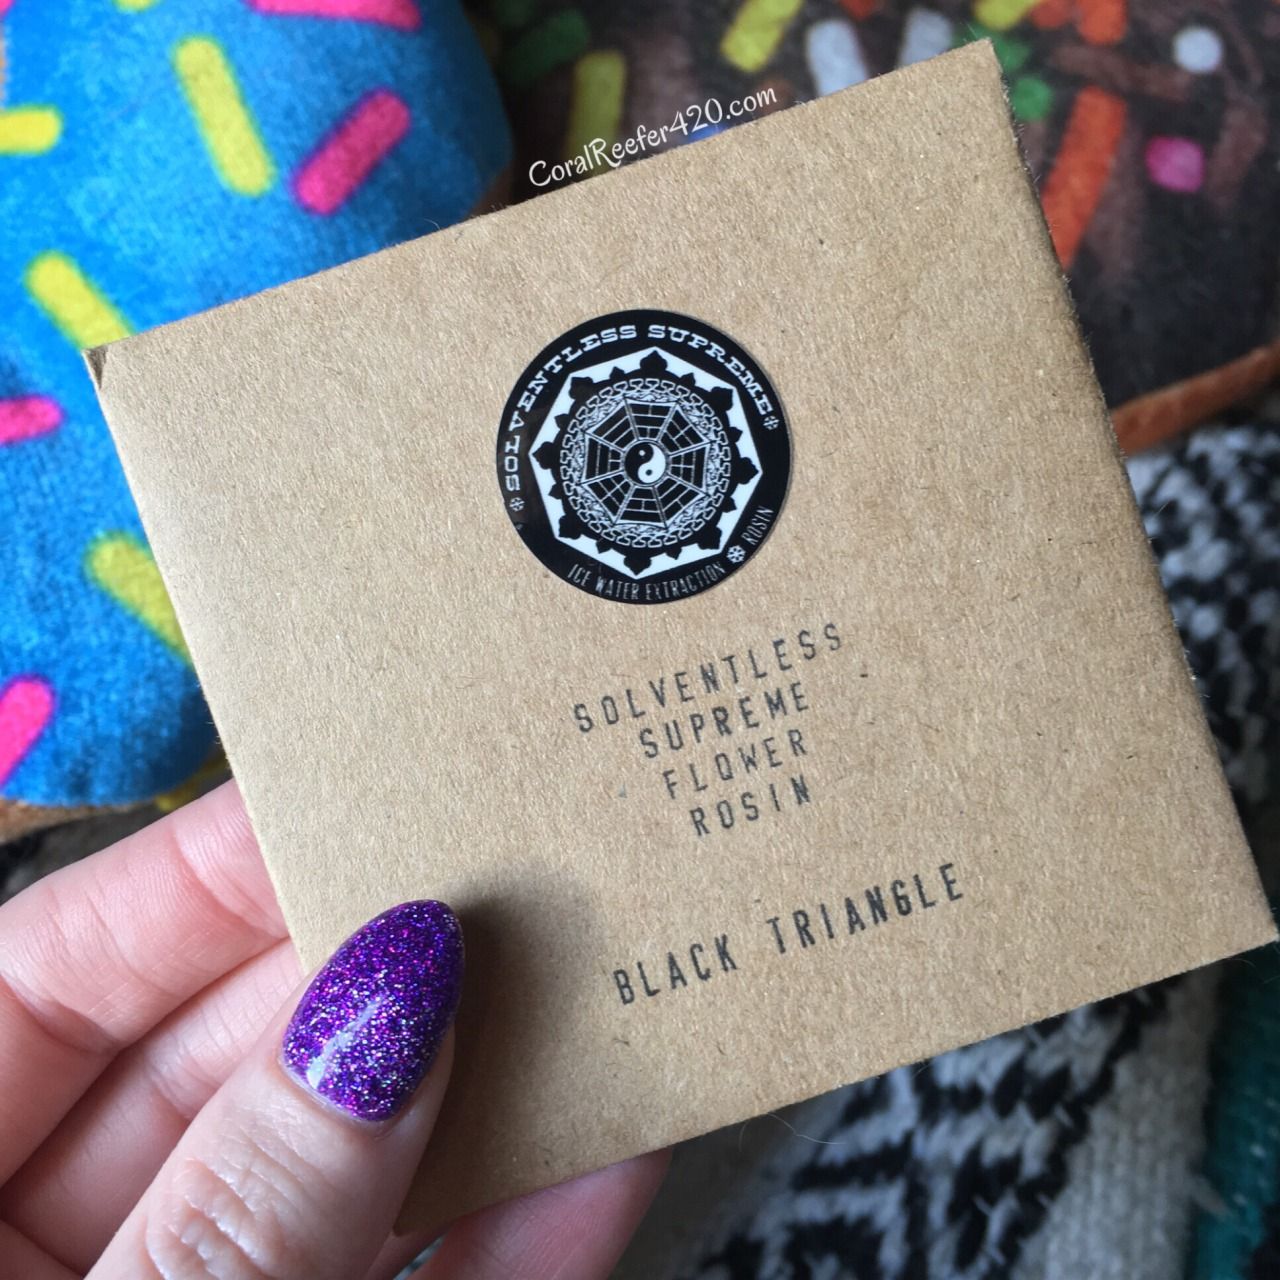 CoralReefer420.com
SOLVENTLESS SUPREME
ICE WATER EXTRACTION
ROSIN
SOLVENTLESS
SUPREME
FLOWER
ROSIN
BLACK TRIANGLE